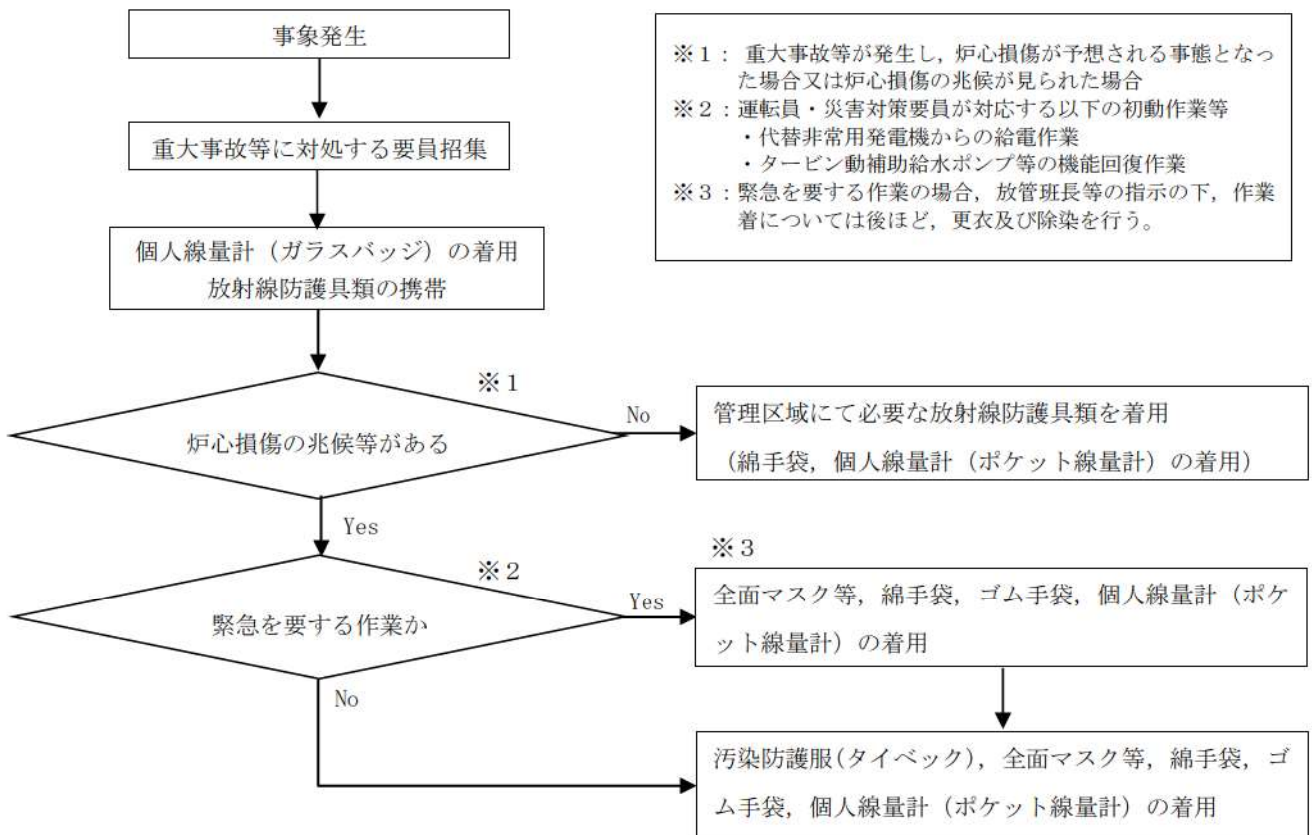 事象発生
重大事故等に対処する要員招集
個人線量計（ガラスバッジ）の着用
放射線防護具類の携帯
※１： 重大事故等が発生し，炉心損傷が予想される事態となっ
た場合又は炉心損傷の兆候が見られた場合
※２：運転員・災害対策要員が対応する以下の初動作業等
・代替非常用発電機からの給電作業
・タービン動補助給水ポンプ等の機能回復作業
※３：緊急を要する作業の場合，放管班長等の指示の下，作業
着については後ほど，更衣及び除染を行う。
※１
炉心損傷の兆候等がある
No
管理区域にて必要な放射線防護具類を着用
（綿手袋，個人線量計（ポケット線量計）の着用）
Yes
※２
緊急を要する作業か
Yes
※３
全面マスク等，綿手袋，ゴム手袋，個人線量計（ポケ
ット線量計）の着用
No
汚染防護服(タイベック)，全面マスク等，綿手袋，ゴ
ム手袋，個人線量計（ポケット線量計）の着用